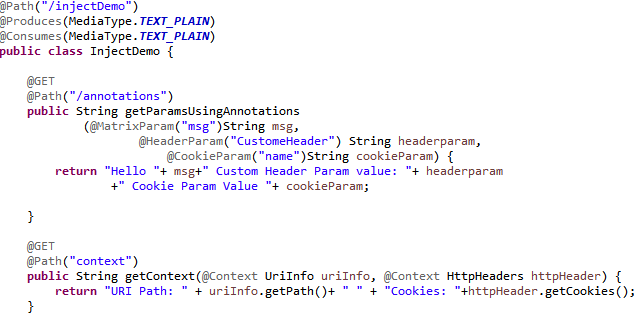 @Path("/injectDemo")
@Produces(MediaType.TEXT_PLAIN)
@Consumes(MediaType.TEXT_PLAIN)
public class InjectDemo {
@GET
@Path("/annotations")
public String getParamsUsingAnnotations
(@MatrixParam("msg")String msg,
@HeaderParam("CustomeHeader") String headerparam,
@CookieParam("name")String cookieParam) {
return "Hello "+ msg+" Custom Header Param value: "+ headerparam
+" Cookie Param Value "+ cookieParam;
}
@GET
@Path("context")
public String getContext(@Context UriInfo uriInfo, @Context HttpHeaders httpHeader) {
return "URI Path: " + uriInfo.getPath()+ " " + "Cookies: "+httpHeader.getCookies();
}